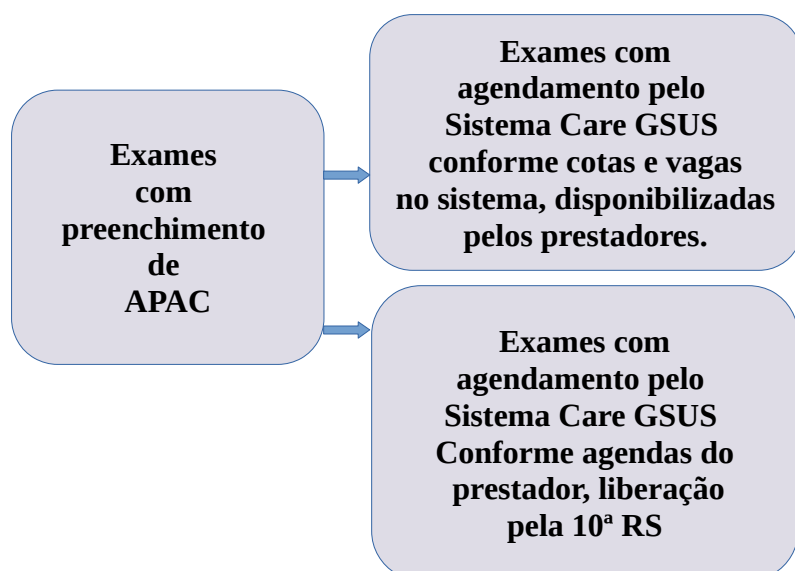 Exames
com
preenchimento
de
APAC
Exames com
agendamento pelo
Sistema Care GSUS
conforme cotas e vagas
no sistema, disponibilizadas
pelos prestadores.
Exames com
agendamento pelo
Sistema Care GSUS
Conforme agendas do
prestador, liberação
pela 10ª RS